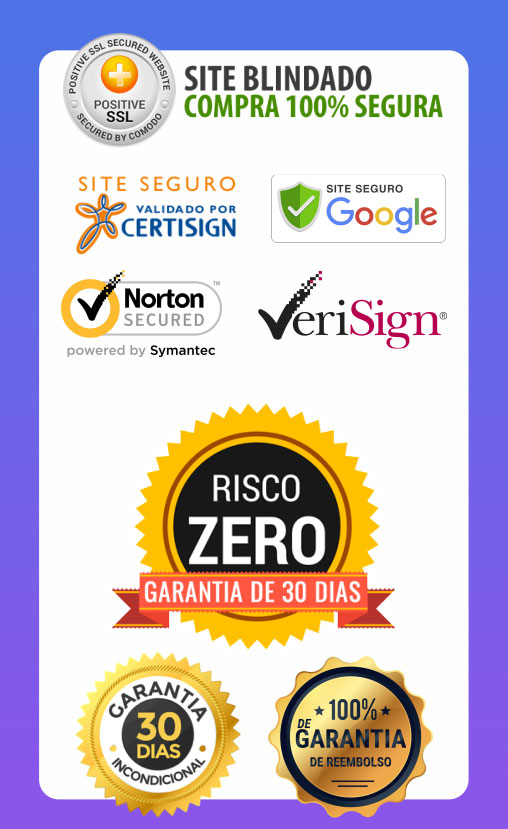 POSITIVE SSL SECURED WEBSITE
POSITIVE
SSL
SECURED BY COMODO
SITE BLINDADO
COMPRA 100% SEGURA
SITE SEGURO
VALIDADO POR
CERTISIGN
SITE SEGURO
Google
Norton™
SECURED
powered by Symantec
VeriSign®
RISCO
ZERO
GARANTIA DE 30 DIAS
GARANTIA
30
DIAS
INCONDICIONAL
★ 100% ★
DE
GARANTIA
DE REEMBOLSO